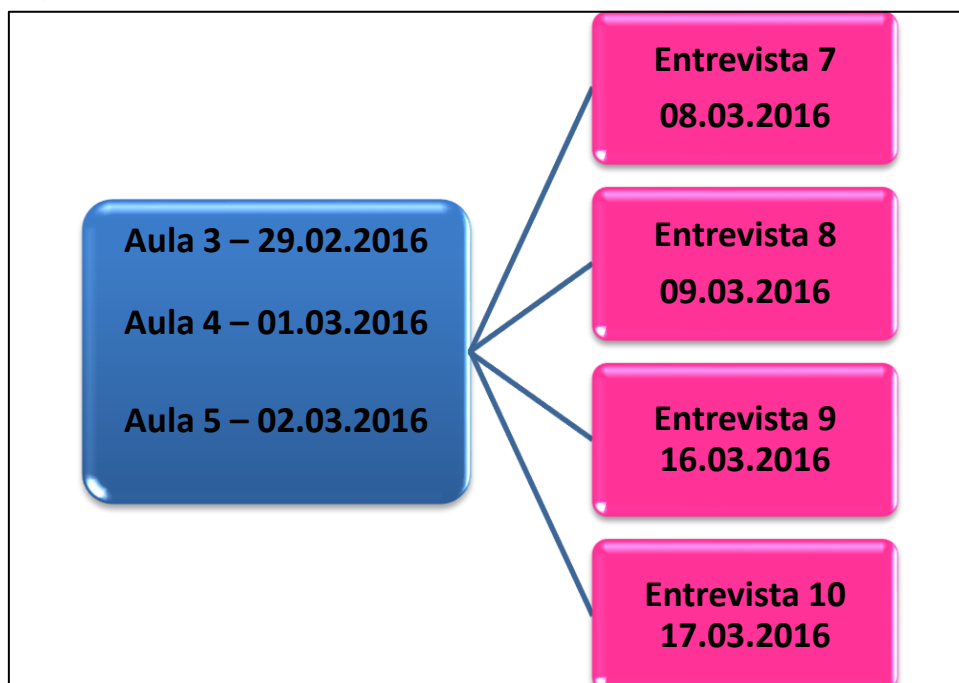 Aula 3 – 29.02.2016
Aula 4 – 01.03.2016
Aula 5 – 02.03.2016
Entrevista 7
08.03.2016
Entrevista 8
09.03.2016
Entrevista 9
16.03.2016
Entrevista 10
17.03.2016